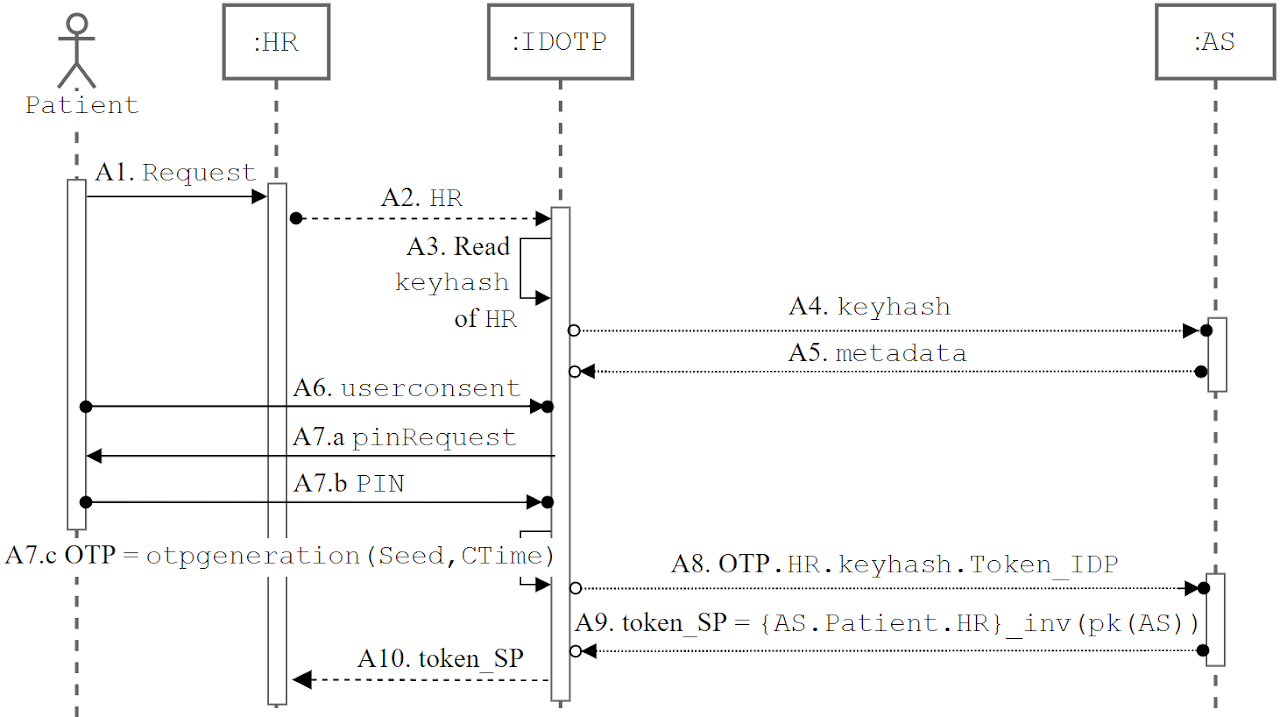 :HR
:IDOTP
:AS
Patient
A1. Request
A2. HR
A3. Read
keyhash
of HR
A4. keyhash
A5. metadata
A6. userconsent
A7.a pinRequest
A7.b PIN
A7.c OTP = otpgeneration(Seed,CTime)
A8. OTP.HR.keyhash.Token_IDP
A9. token_SP = {AS.Patient.HR}_inv(pk(AS))
A10. token_SP